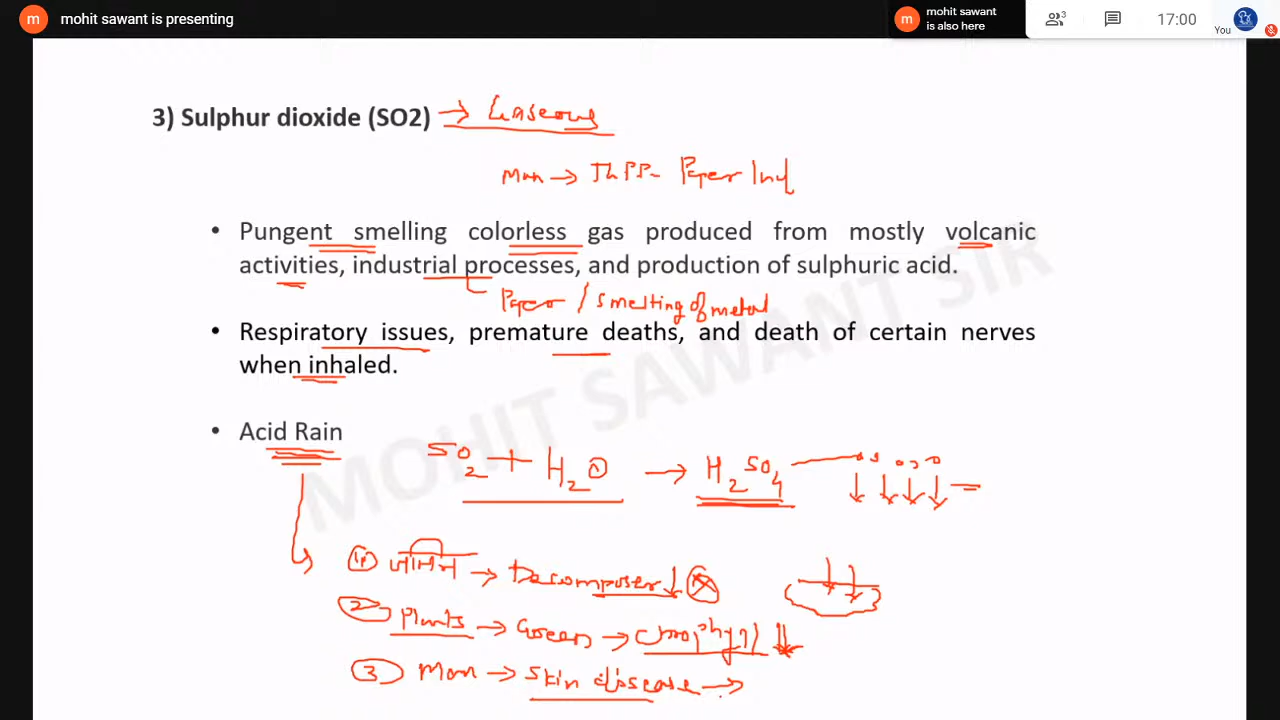 m mohit sawant is presenting
m mohit sawant is also here
3
17:00
You
3) Sulphur dioxide (SO2) → Gaseous
Man → ThPP- Paper Ind
• Pungent smelling colorless gas produced from mostly volcanic
activities, industrial processes, and production of sulphuric acid.
Paper / Smelting of metal
• Respiratory issues, premature deaths, and death of certain nerves
when inhaled.
• Acid Rain
SO2 + H2O → H2SO4
① → Decomposer ↓
② Plants → Green → ↓
③ Man → Skin disease →
MOHIT SAWANT SIR